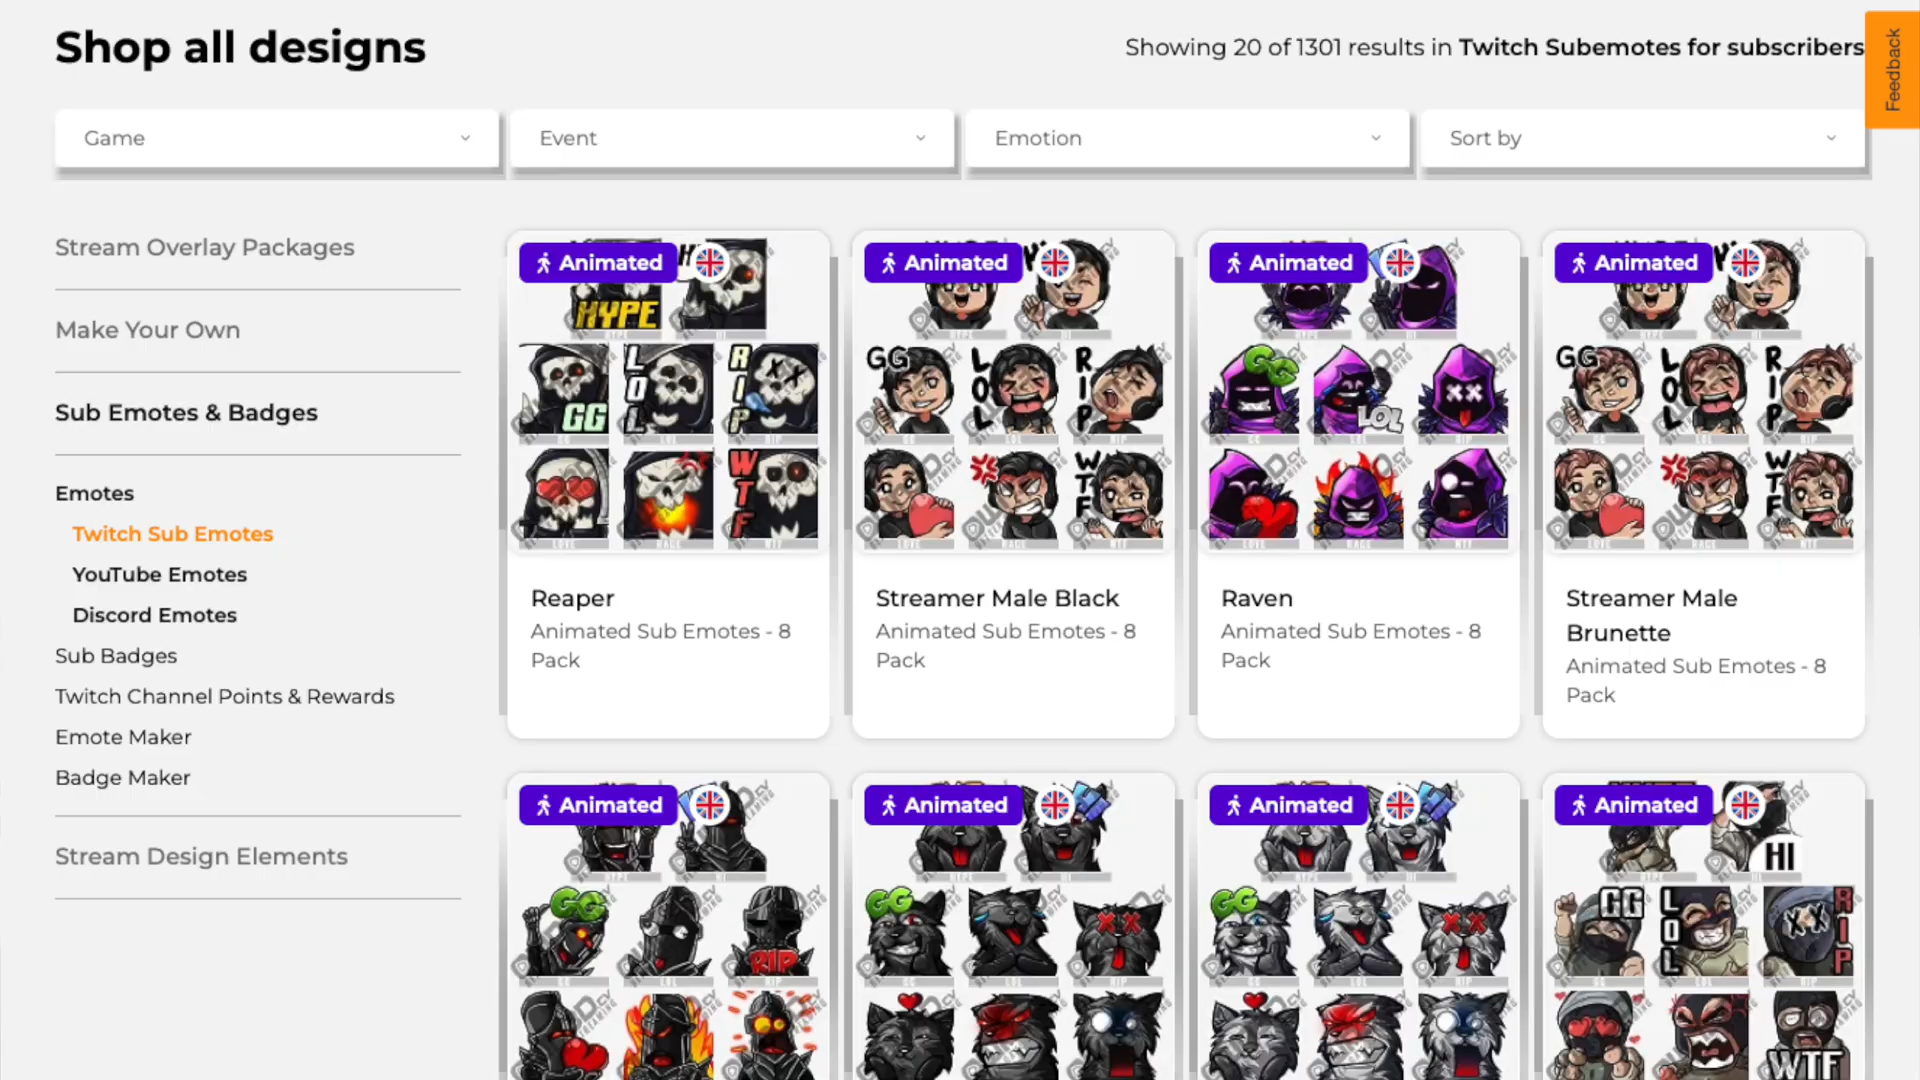 Shop all designs
Showing 20 of 1301 results in Twitch Subemotes for subscribers
Feedback
Game
Event
Emotion
Sort by
Stream Overlay Packages
Make Your Own
Sub Emotes & Badges
Emotes
Twitch Sub Emotes
YouTube Emotes
Discord Emotes
Sub Badges
Twitch Channel Points & Rewards
Emote Maker
Badge Maker
Stream Design Elements
Animated
HYPE
GG
LOL
RIP
WTF
Reaper
Animated Sub Emotes - 8
Pack
Animated
GG
LOL
RIP
WTF
Streamer Male Black
Animated Sub Emotes - 8
Pack
Animated
GG
LOL
Raven
Animated Sub Emotes - 8
Pack
Animated
GG
LOL
RIP
WTF
Streamer Male
Brunette
Animated Sub Emotes - 8
Pack
Animated
GG
RIP
Animated
GG
Animated
GG
Animated
HI
GG
LOL
RIP
WTF